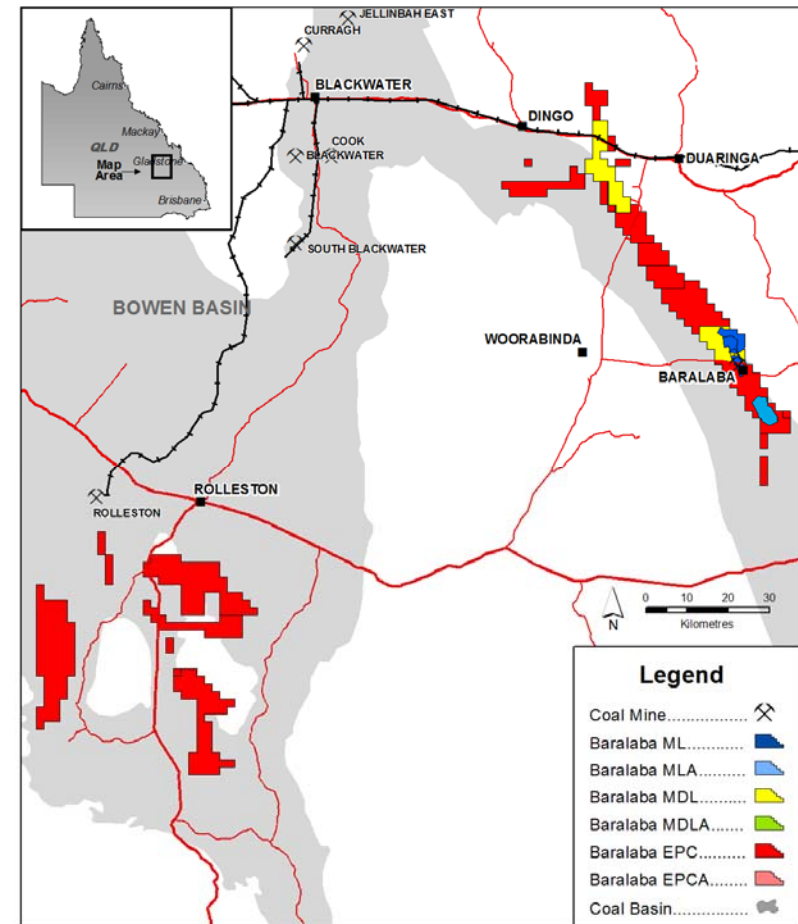 JELLINBAH EAST
CURRAGH
Cairns
BLACKWATER
DINGO
Mackay
COOK
QLD
Gladstone
BLACKWATER
DUARINGA
Map
Area
Brisbane
SOUTH BLACKWATER
BOWEN BASIN
WOORABINDA
BARALABA
ROLLESTON
ROLLESTON
N
0 10 20 30
Kilometres
Legend
Coal Mine..................
Baralaba ML..............
Baralaba MLA...........
Baralaba MDL...........
Baralaba MDLA.........
Baralaba EPC............
Baralaba EPCA..........
Coal Basin................